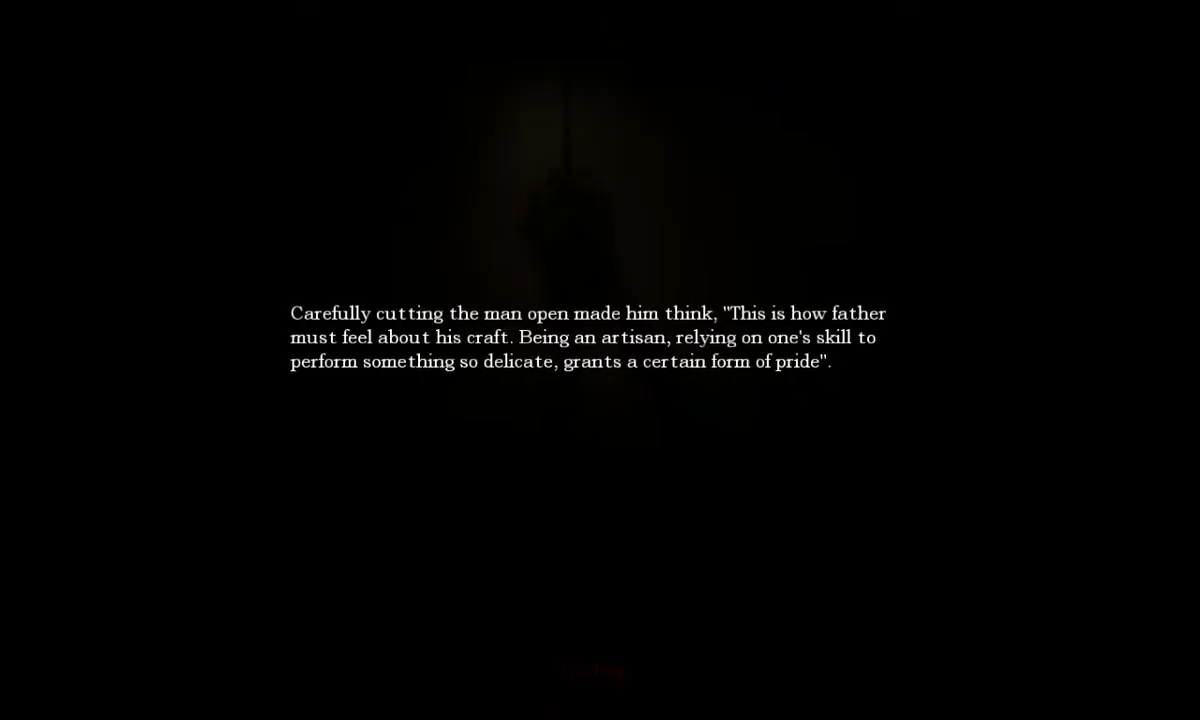 Carefully cutting the man open made him think, "This is how father
must feel about his craft. Being an artisan, relying on one's skill to
perform something so delicate, grants a certain form of pride".